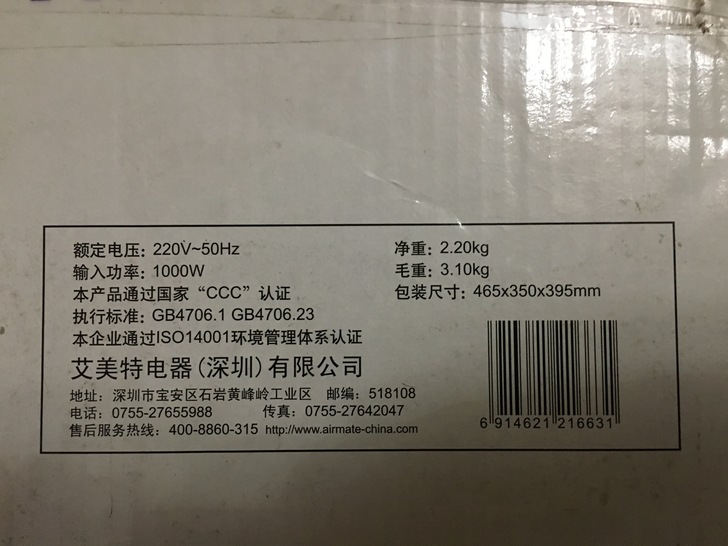 额定电压: 220V~50Hz
输入功率: 1000W
本产品通过国家“CCC”认证
执行标准: GB4706.1 GB4706.23
本企业通过ISO14001环境管理体系认证
净重: 2.20kg
毛重: 3.10kg
包装尺寸: 465x350x395mm
艾美特电器(深圳)有限公司
地址: 深圳市宝安区石岩黄峰岭工业区 邮编: 518108
电话: 0755-27655988 传真: 0755-27642047
售后服务热线: 400-8860-315 http://www.airmate-china.com
6 914621 216631